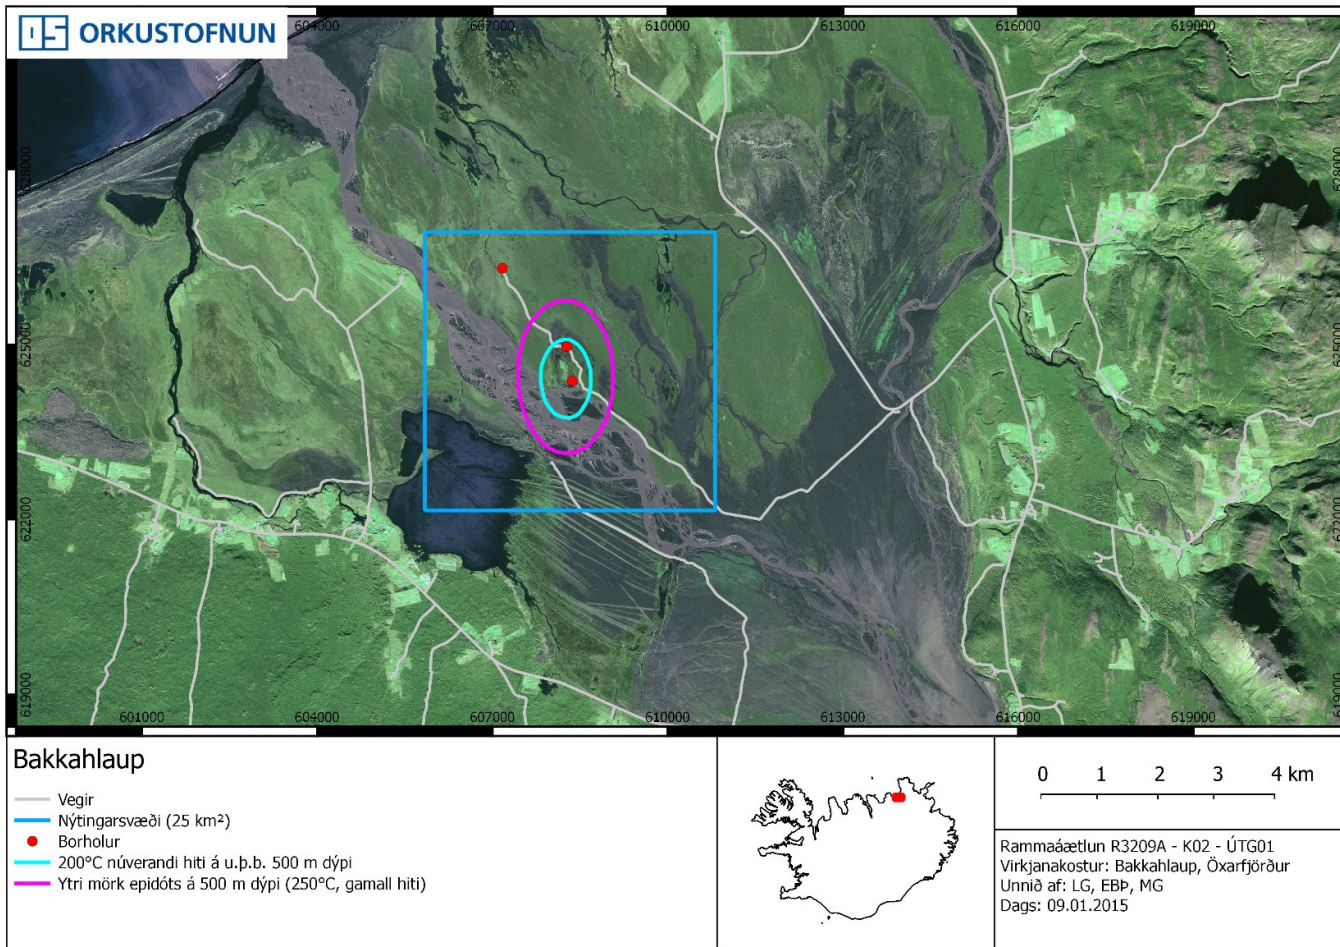 OS ORKUSTOFNUN
604000 607000 610000 613000 616000 619000
628000 628000
625000 625000
622000 622000
619000
601000 604000 607000 610000 613000 616000 619000
Bakkahlaup
Vegir
Nýtingarsvæði (25 km²)
Borholur
200°C núverandi hiti á u.þ.b. 500 m dýpi
Ytri mörk epidóts á 500 m dýpi (250°C, gamall hiti)
0 1 2 3 4 km
Rammaáætlun R3209A - K02 - ÚTG01
Virkjanakostur: Bakkahlaup, Öxarfjörður
Unnið af: LG, EBÞ, MG
Dags: 09.01.2015